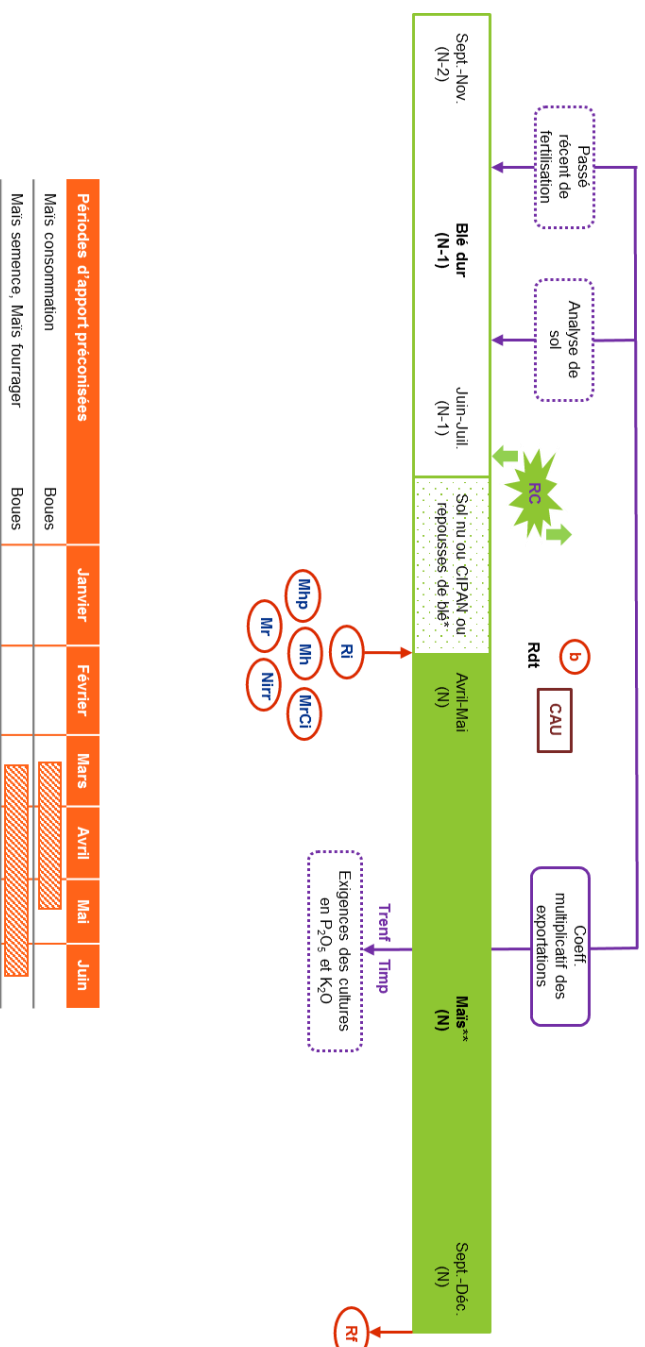 Passé
récent de
fertilisation
Analyse de
sol
Coeff.
multiplicatif des
exportations
RC
b
Rdt
CAU
Sept.-Nov.
(N-2)
Blé dur
(N-1)
Juin-Juil.
(N-1)
Sol nu ou CIPAN ou
repousses de blé*
Avril-Mai
(N)
Maïs**
(N)
Sept.-Déc.
(N)
Ri
Mhp
Mh
MrCi
Mr
Nirr
Trenf Timp
Exigences des cultures
en P₂O₅ et K₂O
Rf
Périodes d'apport préconisées Janvier Février Mars Avril Mai Juin
Maïs consommation Boues
Maïs semence, Maïs fourrager Boues